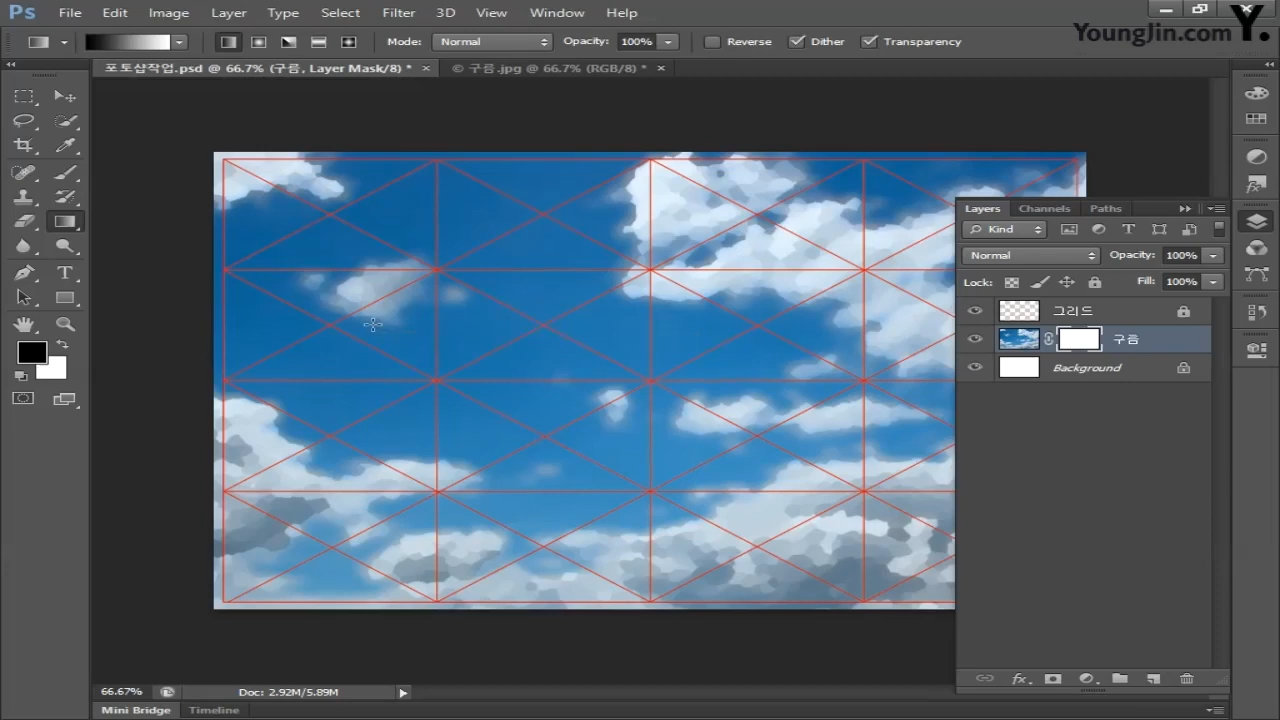 Ps File Edit Image Layer Type Select Filter 3D View Window Help
Mode: Normal Opacity: 100% Reverse Dither Transparency
YoungJin.com Y.
포토샵작업.psd @ 66.7% (구름, Layer Mask/8) * × © 구름.jpg @ 66.7% (RGB/8) * ×
Layers Channels Paths
Kind
Normal Opacity: 100%
Lock: Fill: 100%
그리드
구름
Background
66.67% Doc: 2.92M/5.89M
Mini Bridge Timeline